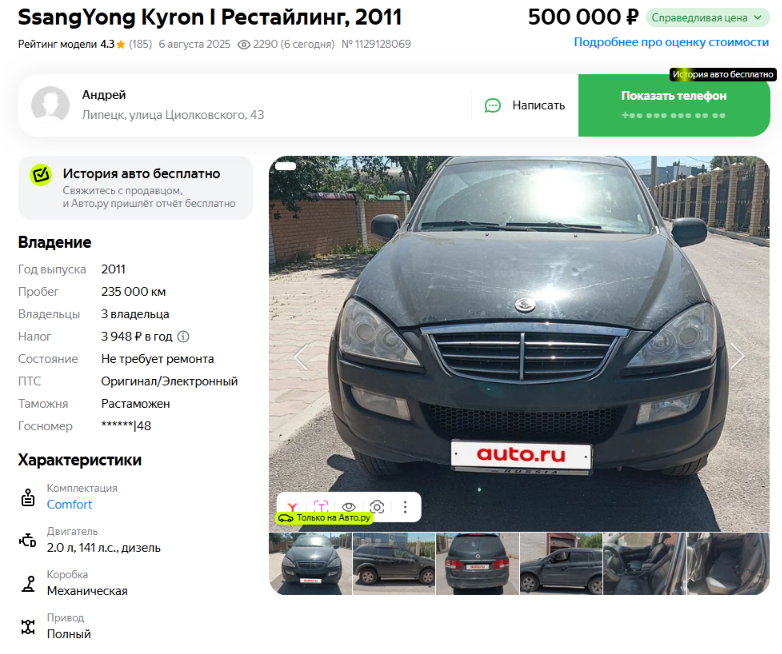 SsangYong Kyron I Рестайлинг, 2011
500 000 ₽ Справедливая цена
Рейтинг модели 4.3 (185) 6 августа 2025 2290 (6 сегодня) № 1129128069
Подробнее про оценку стоимости
История авто бесплатно
Андрей
Липецк, улица Циолковского, 43
Написать
Показать телефон
История авто бесплатно
Свяжитесь с продавцом,
и Авто.ру пришлёт отчёт бесплатно
Владение
Год выпуска 2011
Пробег 235 000 км
Владельцы 3 владельца
Налог 3 948 ₽ в год
Состояние Не требует ремонта
ПТС Оригинал/Электронный
Таможня Растаможен
Госномер ******|48
Характеристики
Комплектация
Comfort
Двигатель
2.0 л, 141 л.с., дизель
Коробка
Механическая
Привод
Полный
auto.ru
RUSSIA
Только на Авто.ру